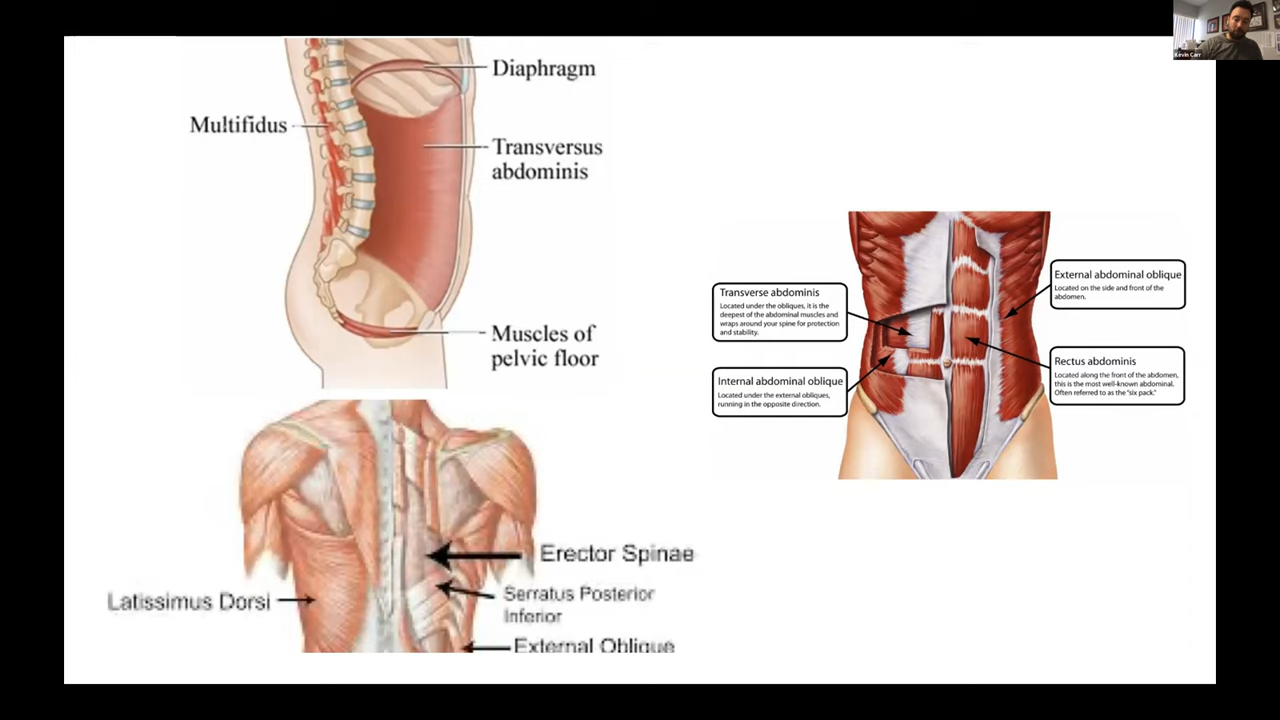 Kevin Carr
Diaphragm
Multifidus
Transversus
abdominis
Muscles of
pelvic floor
Transverse abdominis
Located under the obliques, it is the
deepest of the abdominal muscles and
wraps around your spine for protection
and stability.
Internal abdominal oblique
Located under the external obliques,
running in the opposite direction.
External abdominal oblique
Located on the side and front of the
abdomen.
Rectus abdominis
Located along the front of the abdomen,
this is the most well-known abdominal.
Often referred to as the "six pack."
Erector Spinae
Latissimus Dorsi
Serratus Posterior
Inferior
External Oblique